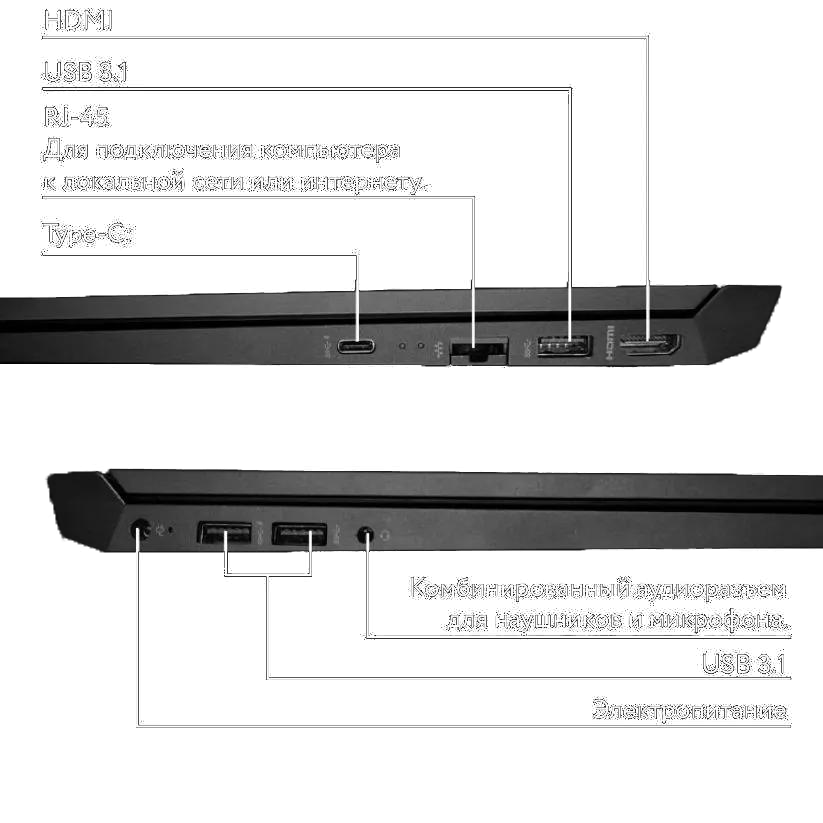 HDMI
USB 3.1
RJ-45
Для подключения компьютера
к локальной сети или интернету.
Type-C:
HDMI
Комбинированный аудиоразъем
для наушников и микрофона.
USB 3.1
Электропитание